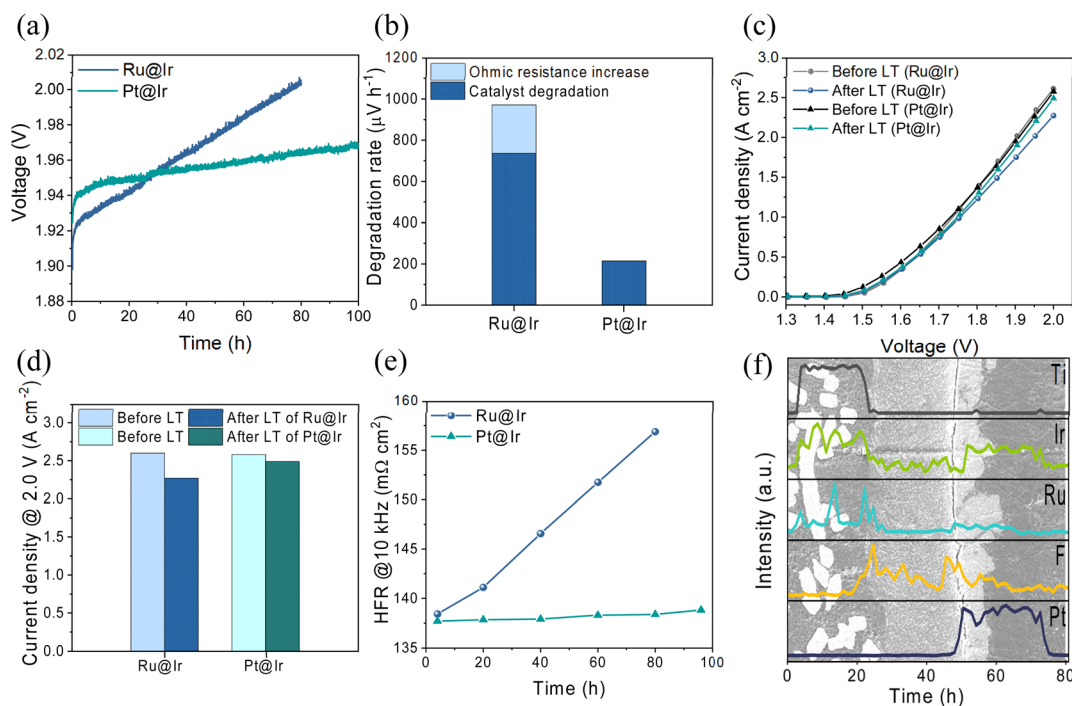 (a)
2.02
2.00
1.98
1.96
1.94
1.92
1.90
1.88
Voltage (V)
Ru@Ir
Pt@Ir
0 20 40 60 80 100
Time (h)
(b)
1200
1000
800
600
400
200
0
Degradation rate (μV h⁻¹)
Ohmic resistance increase
Catalyst degradation
Ru@Ir Pt@Ir
(c)
3.0
2.5
2.0
1.5
1.0
0.5
0.0
Current density (A cm⁻²)
Before LT (Ru@Ir)
After LT (Ru@Ir)
Before LT (Pt@Ir)
After LT (Pt@Ir)
1.3 1.4 1.5 1.6 1.7 1.8 1.9 2.0
Voltage (V)
(d)
3.0
2.5
2.0
1.5
1.0
0.5
0.0
Current density @ 2.0 V (A cm⁻²)
Before LT After LT of Ru@Ir
Before LT After LT of Pt@Ir
Ru@Ir Pt@Ir
(e)
160
155
150
145
140
135
HFR @10 kHz (mΩ cm²)
Ru@Ir
Pt@Ir
0 20 40 60 80 100
Time (h)
(f)
Intensity (a.u.)
Ti
Ir
Ru
F
Pt
0 20 40 60 80
Time (h)